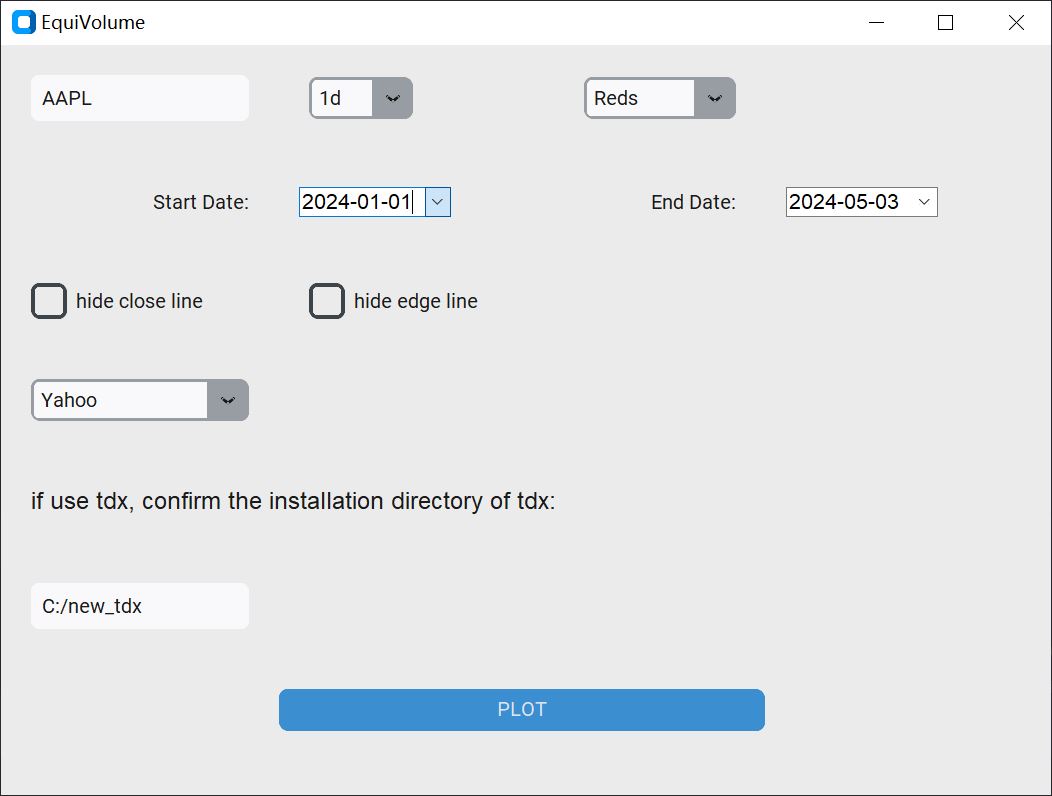 EquiVolume
AAPL
1d
Reds
Start Date:
2024-01-01
End Date:
2024-05-03
hide close line
hide edge line
Yahoo
if use tdx, confirm the installation directory of tdx:
C:/new_tdx
PLOT